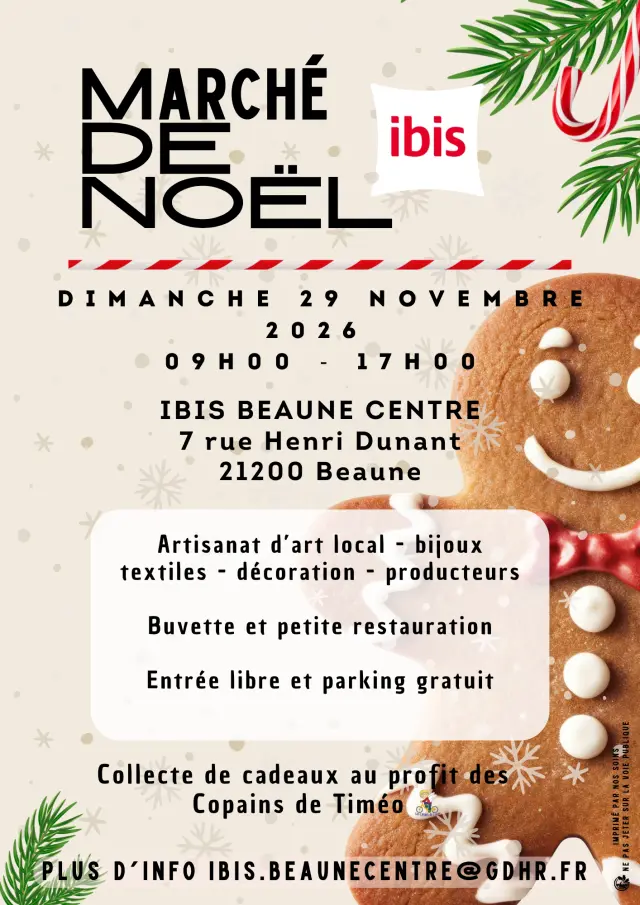 MARCHÉ
DE
NOËL
ibis
DIMANCHE 29 NOVEMBRE
2026
09H00 - 17H00
IBIS BEAUNE CENTRE
7 rue Henri Dunant
21200 Beaune
Artisanat d'art local - bijoux
textiles - décoration - producteurs
Buvette et petite restauration
Entrée libre et parking gratuit
Collecte de cadeaux au profit des
Copains de Timéo
PLUS D'INFO IBIS.BEAUNECENTRE@GDHR.FR
IMPRIMÉ PAR NOS SOINS
NE PAS JETER SUR LA VOIE PUBLIQUE